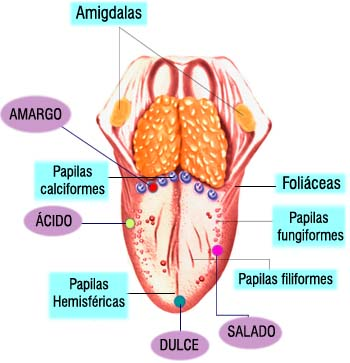 Amigdalas
AMARGO
Papilas
calciformes
Foliáceas
ÁCIDO
Papilas
fungiformes
Papilas filiformes
Papilas
Hemisféricas
SALADO
DULCE